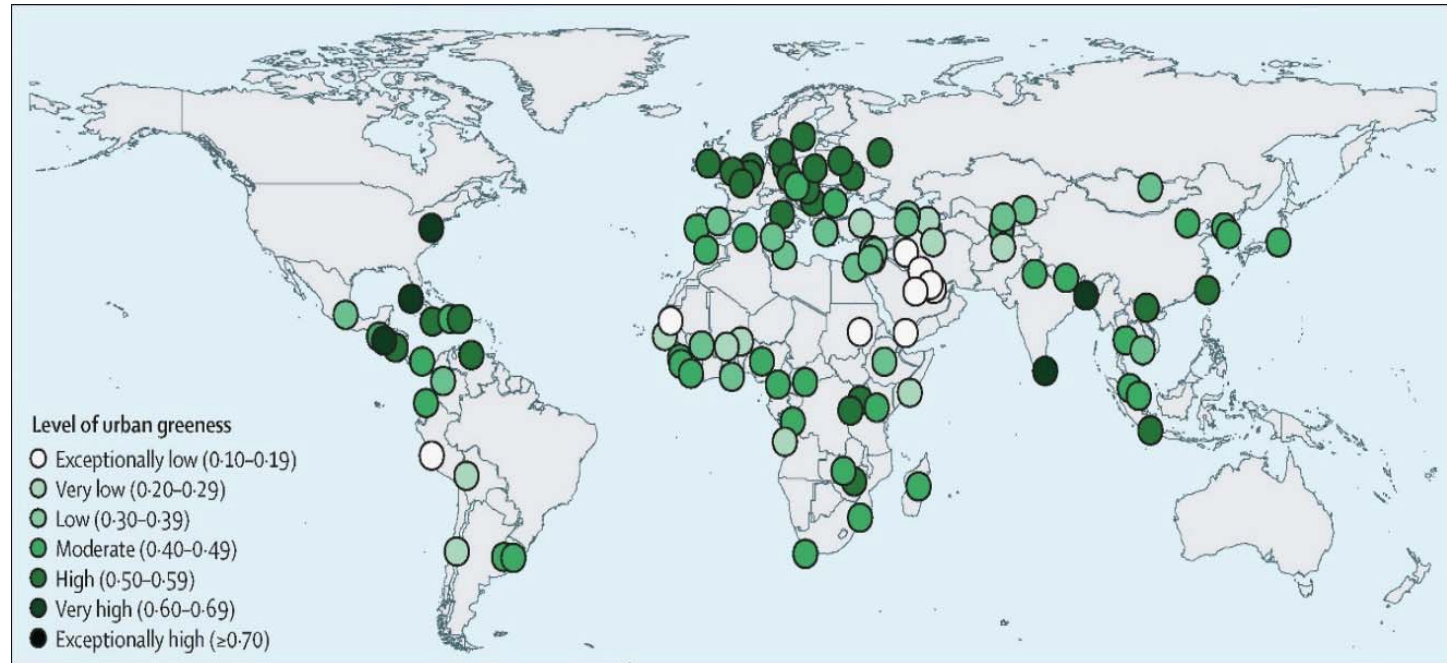 Level of urban greeness
Exceptionally low (0·10–0·19)
Very low (0·20–0·29)
Low (0·30–0·39)
Moderate (0·40–0·49)
High (0·50–0·59)
Very high (0·60–0·69)
Exceptionally high (≥0·70)